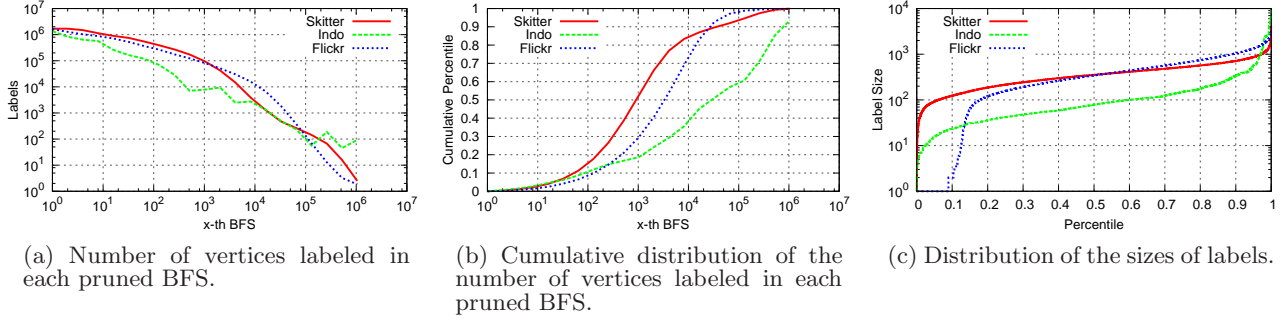 10^7
10^6
10^5
10^4
10^3
10^2
10^1
10^0
Labels
10^0 10^1 10^2 10^3 10^4 10^5 10^6 10^7
x-th BFS
Skitter
Indo
Flickr
1
0.9
0.8
0.7
0.6
0.5
0.4
0.3
0.2
0.1
0
Cumulative Percentile
10^0 10^1 10^2 10^3 10^4 10^5 10^6 10^7
x-th BFS
Skitter
Indo
Flickr
10^4
10^3
10^2
10^1
10^0
Label Size
0 0.1 0.2 0.3 0.4 0.5 0.6 0.7 0.8 0.9 1
Percentile
Skitter
Indo
Flickr
(a) Number of vertices labeled in
each pruned BFS.
(b) Cumulative distribution of the
number of vertices labeled in each
pruned BFS.
(c) Distribution of the sizes of labels.